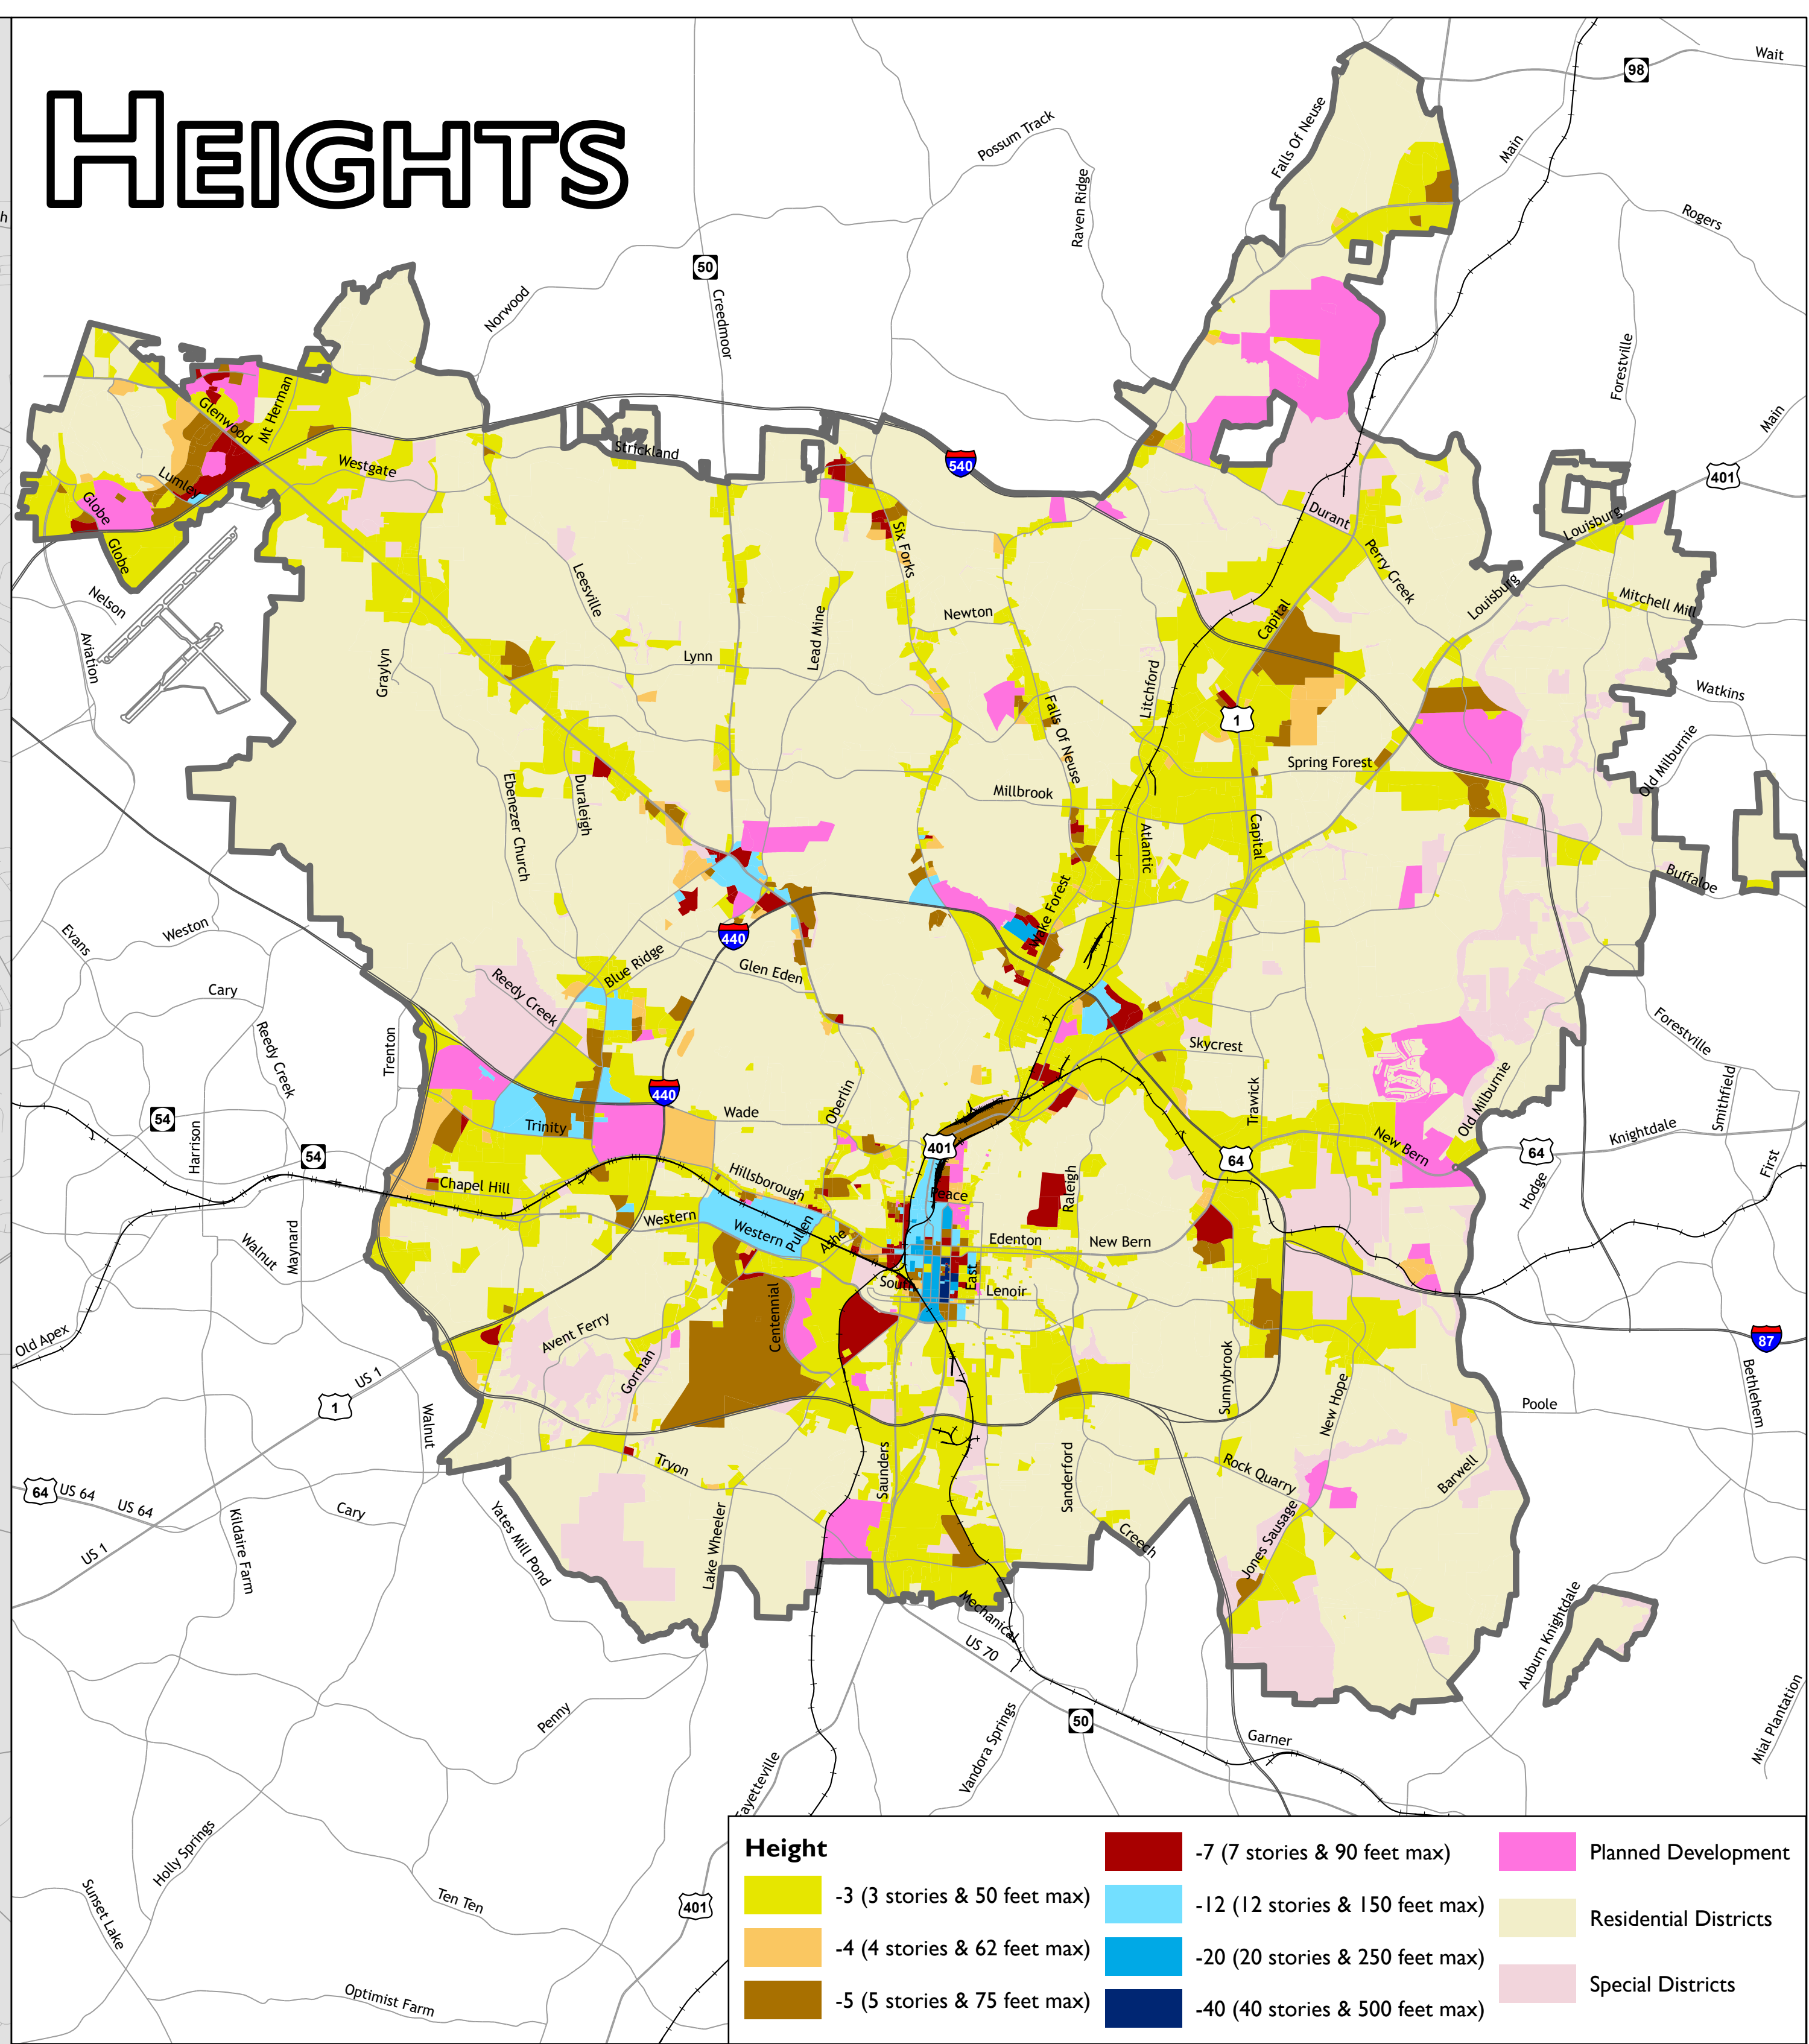 HEIGHTS
98
Wait
Falls Of Neuse
Main
Possum Track
Raven Ridge
Rogers
50
Creedmoor
Norwood
Forestville
Main
401
Glenwood
Mt Herman
Strickland
540
Westgate
Lumley
Globe
Globe
Durant
Louisburg
Six Forks
Perry Creek
Nelson
Leesville
Mitchell Mill
Louisburg
Newton
Capital
Lead Mine
Aviation
Graylyn
Lynn
Litchford
Watkins
Falls Of Neuse
1
Old Milburnie
Spring Forest
Ebenezer Church
Duraleigh
Millbrook
Atlantic
Capital
Buffaloe
Wake Forest
Evans
Weston
440
Blue Ridge
Glen Eden
Reedy Creek
Cary
Reedy Creek
Trenton
Skycrest
Forestville
440
Trawick
Old Milburnie
Smithfield
54
Wade
Oberlin
Trinity
Harrison
54
401
64
New Bern
64
Knightdale
First
Chapel Hill
Hillsborough
Peace
Raleigh
Hodge
Western
Western
Pullen
Ashe
Edenton
New Bern
Walnut
Maynard
South
East
Lenoir
Centennial
Old Apex
Avent Ferry
Gorman
87
US 1
1
Sunnybrook
New Hope
Bethlehem
Walnut
Poole
Saunders
Sanderford
Tryon
Rock Quarry
Barwell
64
US 64
US 64
Cary
US 1
Kildaire Farm
Yates Mill Pond
Lake Wheeler
Creech
Jones Sausage
Mechanical
US 70
Auburn Knightdale
Penny
50
Vandora Springs
Garner
Mial Plantation
Fayetteville
Holly Springs
Sunset Lake
Ten Ten
401
Optimist Farm
Height
-3 (3 stories & 50 feet max)
-4 (4 stories & 62 feet max)
-5 (5 stories & 75 feet max)
-7 (7 stories & 90 feet max)
-12 (12 stories & 150 feet max)
-20 (20 stories & 250 feet max)
-40 (40 stories & 500 feet max)
Planned Development
Residential Districts
Special Districts